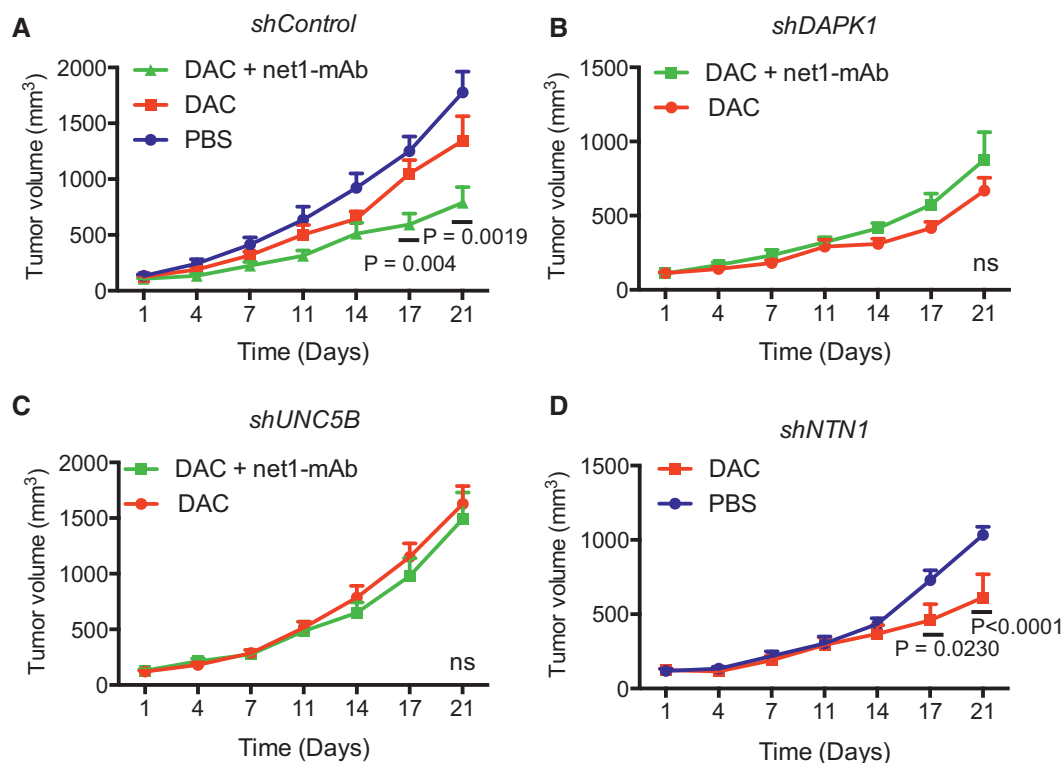 A
shControl
Tumor volume (mm³)
2000
1500
1000
500
0
DAC + net1-mAb
DAC
PBS
P = 0.0019
P = 0.004
1 4 7 11 14 17 21
Time (Days)
B
shDAPK1
Tumor volume (mm³)
1500
1000
500
0
DAC + net1-mAb
DAC
ns
1 4 7 11 14 17 21
Time (Days)
C
shUNC5B
Tumor volume (mm³)
2000
1500
1000
500
0
DAC + net1-mAb
DAC
ns
1 4 7 11 14 17 21
Time (Days)
D
shNTN1
Tumor volume (mm³)
1500
1000
500
0
DAC
PBS
P<0.0001
P = 0.0230
1 4 7 11 14 17 21
Time (Days)